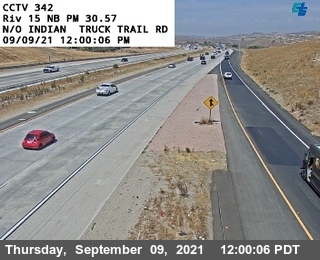 CCTV 342
Riv 15 NB PM 30.57
N/O INDIAN TRUCK TRAIL RD
09/09/21 12:00:06 PM
Thursday, September 09, 2021 12:00:06 PDT